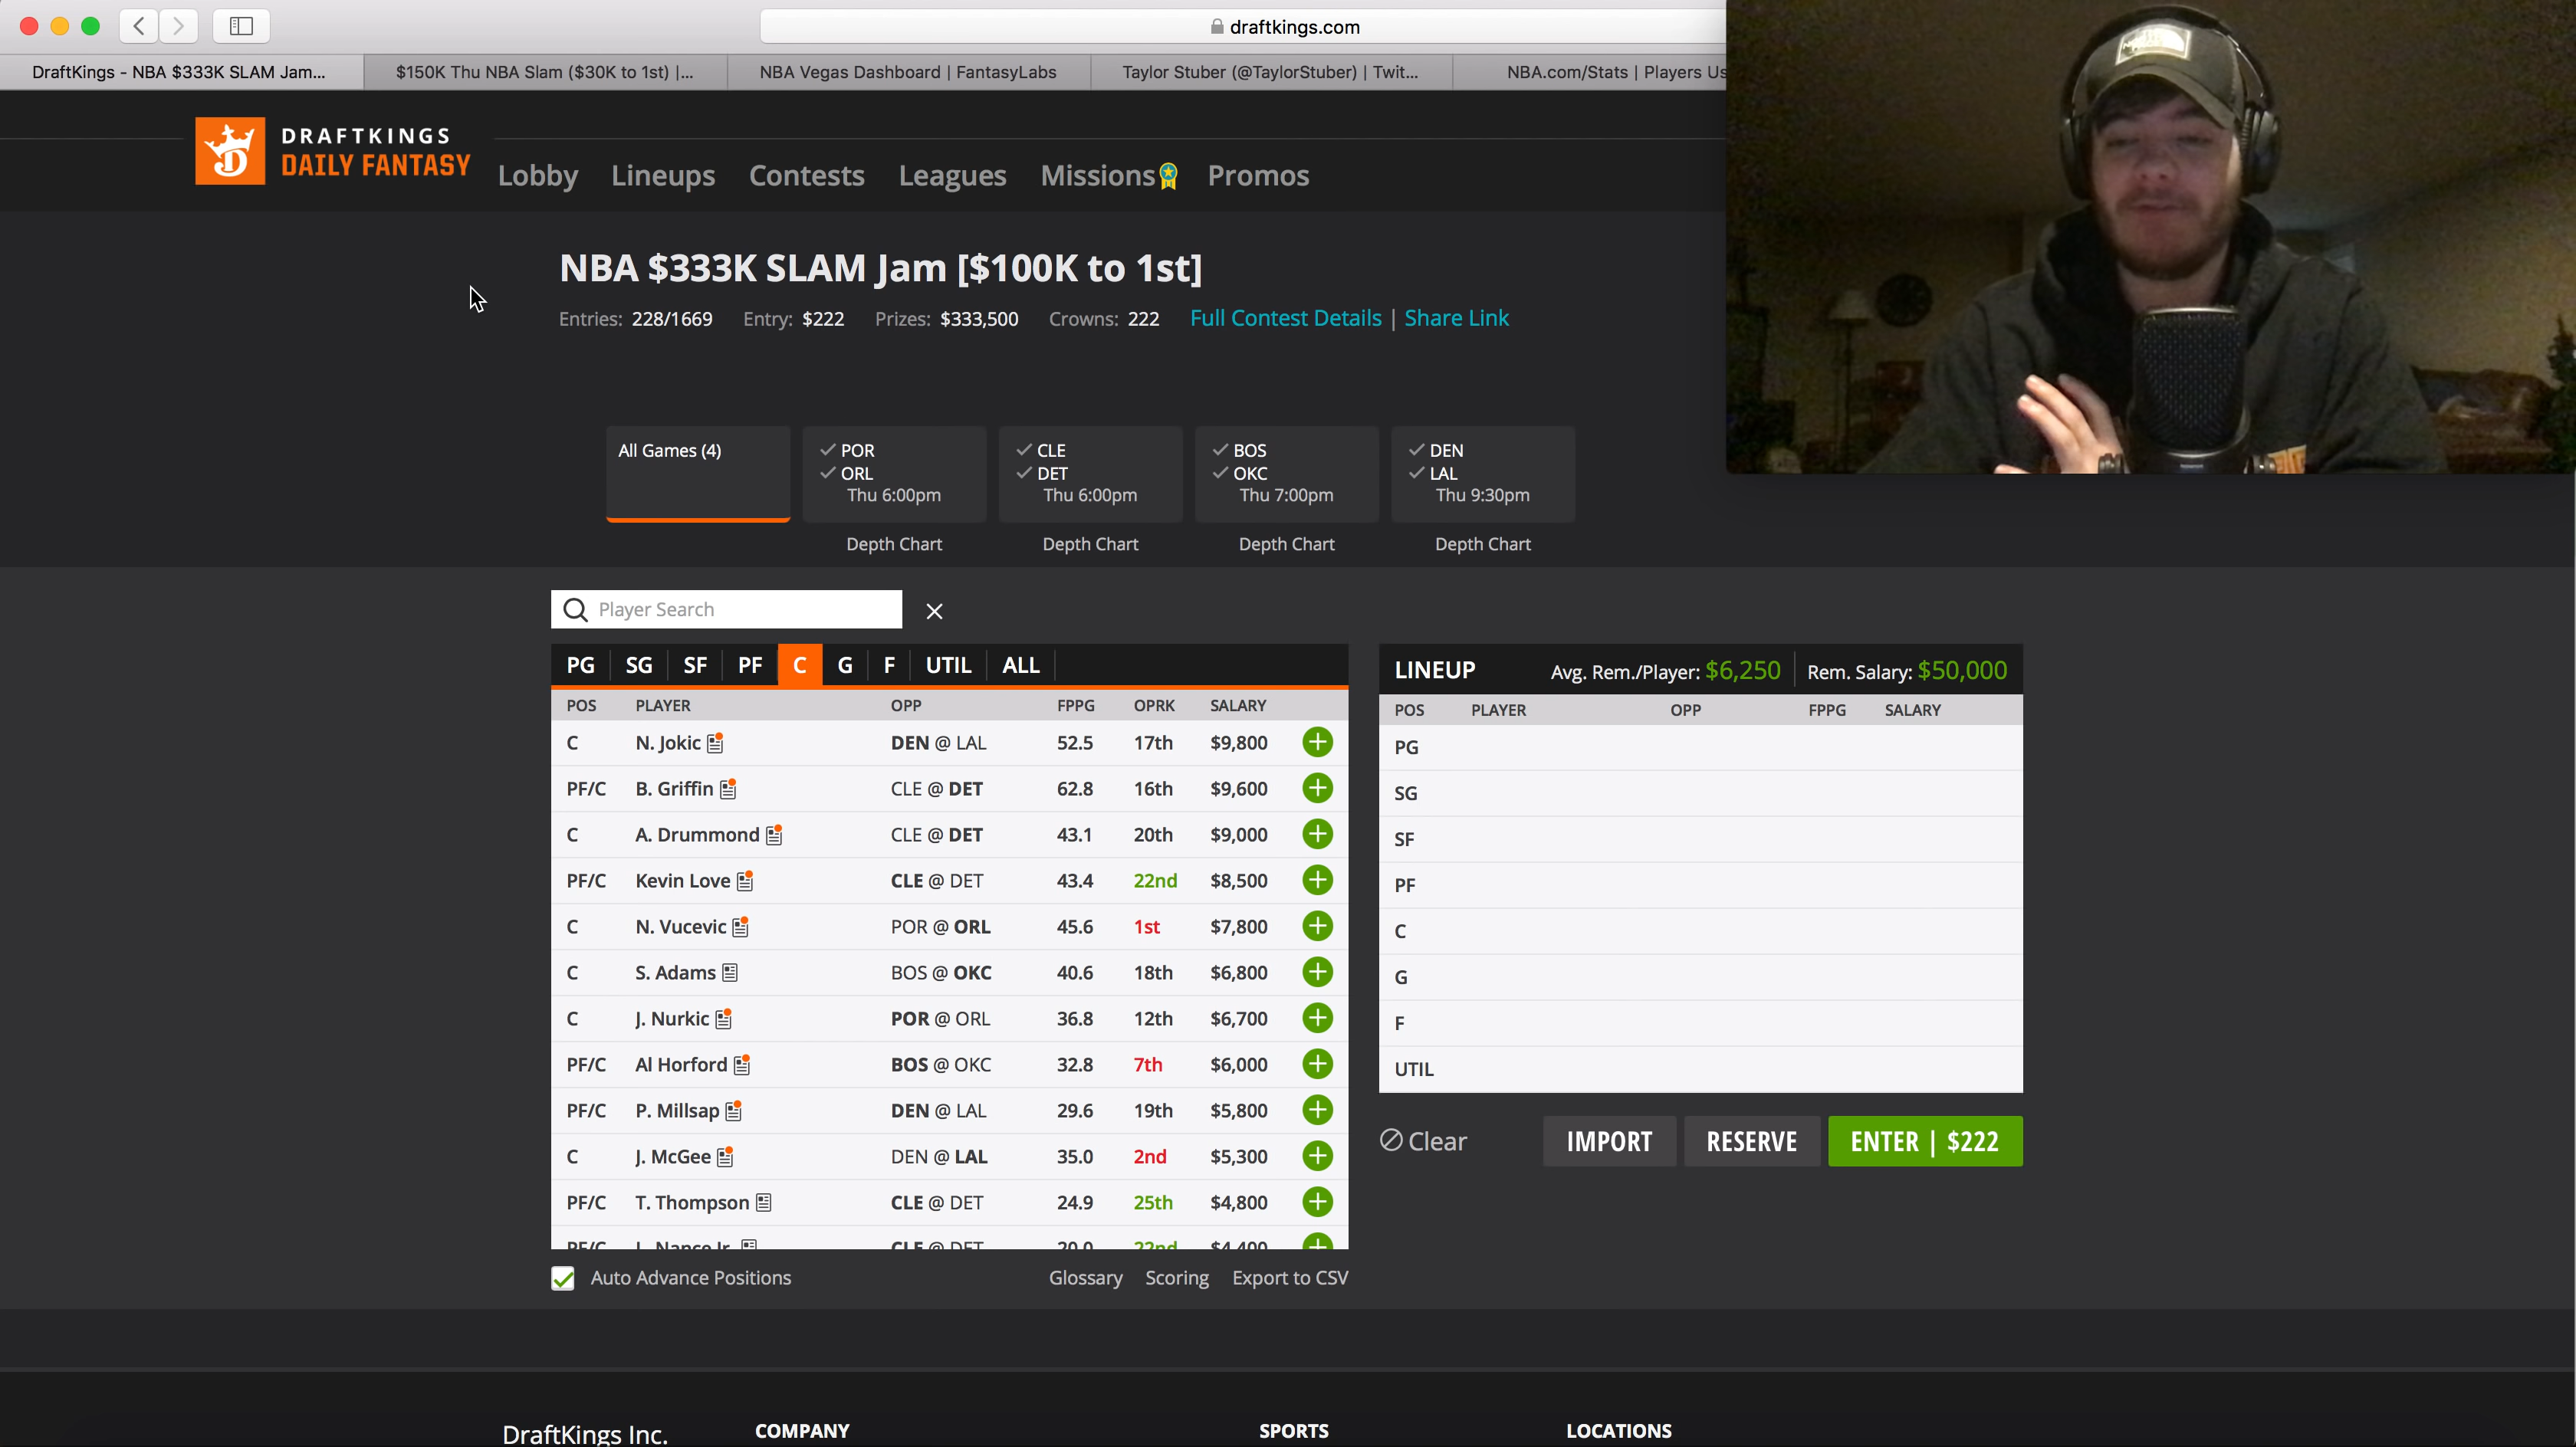 draftkings.com
DraftKings - NBA $333K SLAM Jam...
$150K Thu NBA Slam ($30K to 1st) |...
NBA Vegas Dashboard | FantasyLabs
Taylor Stuber (@TaylorStuber) | Twit...
NBA.com/Stats | Players Us
DRAFTKINGS
DAILY FANTASY
Lobby Lineups Contests Leagues Missions Promos
NBA $333K SLAM Jam [$100K to 1st]
Entries: 228/1669 Entry: $222 Prizes: $333,500 Crowns: 222 Full Contest Details | Share Link
All Games (4)
POR
ORL
Thu 6:00pm
Depth Chart
CLE
DET
Thu 6:00pm
Depth Chart
BOS
OKC
Thu 7:00pm
Depth Chart
DEN
LAL
Thu 9:30pm
Depth Chart
Player Search
PG SG SF PF C G F UTIL ALL
POS PLAYER OPP FPPG OPRK SALARY
C N. Jokic DEN @ LAL 52.5 17th $9,800
PF/C B. Griffin CLE @ DET 62.8 16th $9,600
C A. Drummond CLE @ DET 43.1 20th $9,000
PF/C Kevin Love CLE @ DET 43.4 22nd $8,500
C N. Vucevic POR @ ORL 45.6 1st $7,800
C S. Adams BOS @ OKC 40.6 18th $6,800
C J. Nurkic POR @ ORL 36.8 12th $6,700
PF/C Al Horford BOS @ OKC 32.8 7th $6,000
PF/C P. Millsap DEN @ LAL 29.6 19th $5,800
C J. McGee DEN @ LAL 35.0 2nd $5,300
PF/C T. Thompson CLE @ DET 24.9 25th $4,800
PF/C L. Nance Jr. CLE @ DET 20.0 22nd $4,400
Auto Advance Positions
Glossary Scoring Export to CSV
LINEUP Avg. Rem./Player: $6,250 Rem. Salary: $50,000
POS PLAYER OPP FPPG SALARY
PG
SG
SF
PF
C
G
F
UTIL
Clear IMPORT RESERVE ENTER | $222
DraftKings Inc. COMPANY SPORTS LOCATIONS